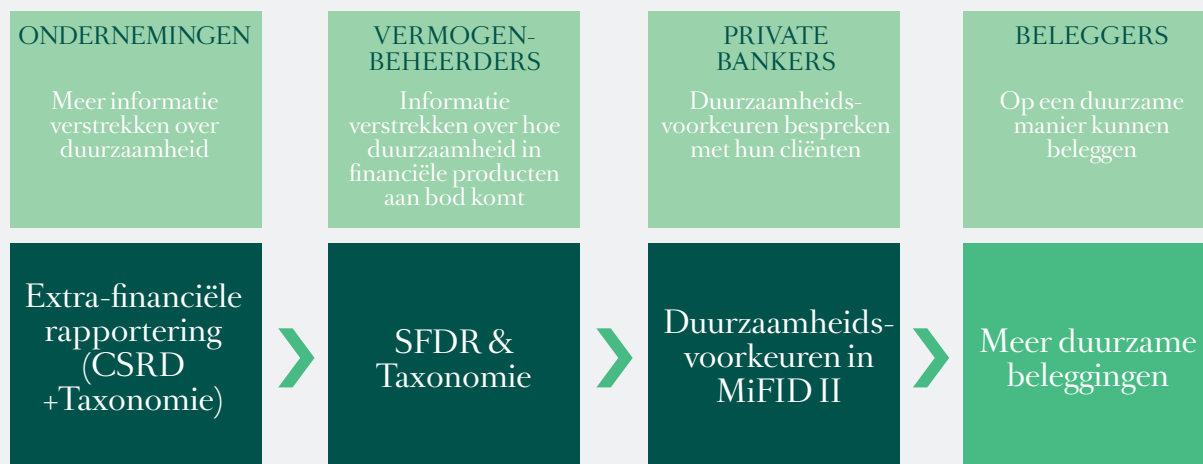 ONDERNEMINGEN
Meer informatie
verstrekken over
duurzaamheid
VERMOGEN-
BEHEERDERS
Informatie
verstrekken over hoe
duurzaamheid in
financiële producten
aan bod komt
PRIVATE
BANKERS
Duurzaamheids-
voorkeuren bespreken
met hun cliënten
BELEGGERS
Op een duurzame
manier kunnen
beleggen
Extra-financiële
rapportering
(CSRD
+Taxonomie)
SFDR &
Taxonomie
Duurzaamheids-
voorkeuren in
MiFID II
Meer duurzame
beleggingen